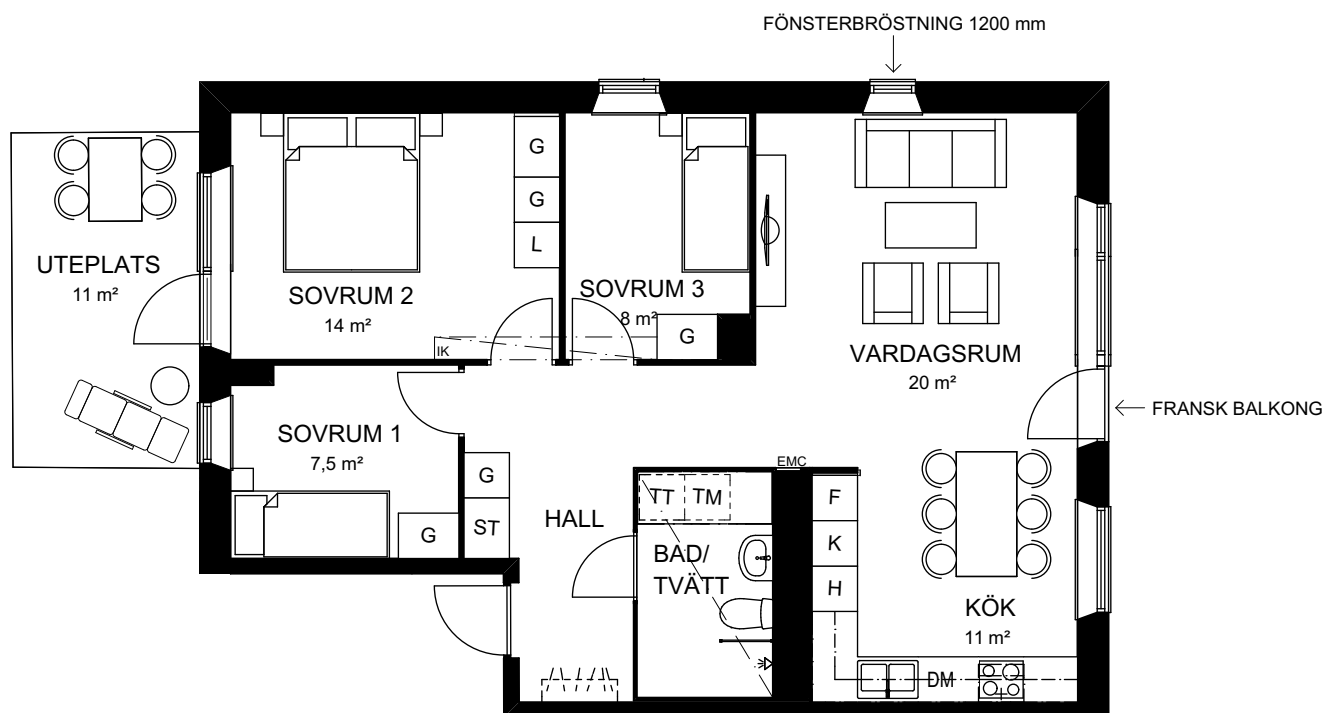 FÖNSTERBRÖSTNING 1200 mm
G
G
L
UTEPLATS
11 m²
SOVRUM 2
14 m²
SOVRUM 3
8 m²
G
IK
VARDAGSRUM
20 m²
FRANSK BALKONG
SOVRUM 1
7,5 m²
G
G
ST
HALL
EMC
TT
TM
BAD/
TVÄTT
F
K
H
KÖK
11 m²
DM